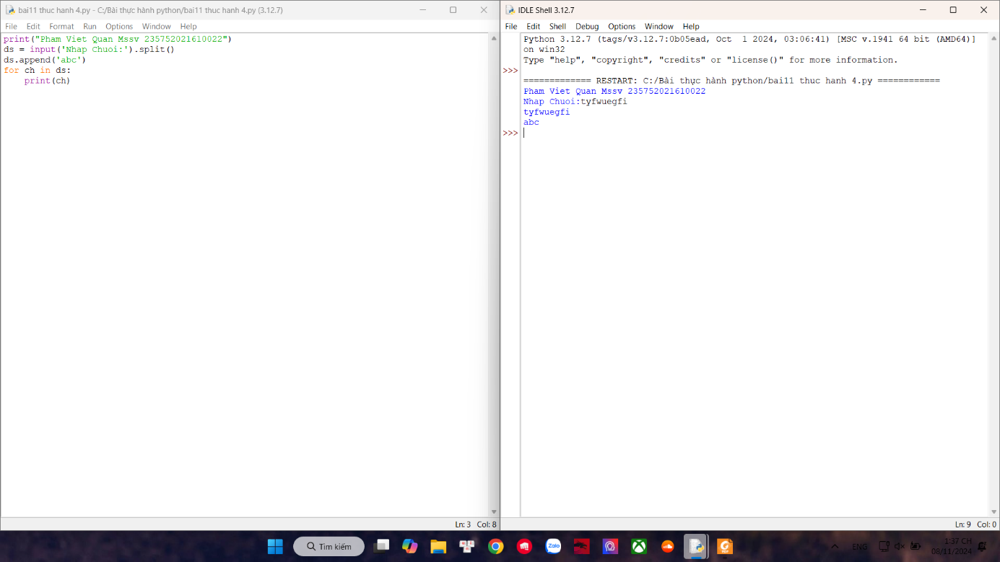 bai11 thuc hanh 4.py - C:/Bài thực hành python/bai11 thuc hanh 4.py (3.12.7)
File Edit Format Run Options Window Help
print("Pham Viet Quan Mssv 235752021610022")
ds = input('Nhap Chuoi:').split()
ds.append('abc')
for ch in ds:
    print(ch)
Ln: 3 Col: 8
IDLE Shell 3.12.7
File Edit Shell Debug Options Window Help
Python 3.12.7 (tags/v3.12.7:0b05ead, Oct  1 2024, 03:06:41) [MSC v.1941 64 bit (AMD64)]
on win32
Type "help", "copyright", "credits" or "license()" for more information.
>>>
============= RESTART: C:/Bài thực hành python/bai11 thuc hanh 4.py ============
Pham Viet Quan Mssv 235752021610022
Nhap Chuoi:tyfwuegfi
tyfwuegfi
abc
>>>
Ln: 9 Col: 0
Tìm kiếm
Zalo
ENG
1:37 CH
08/11/2024